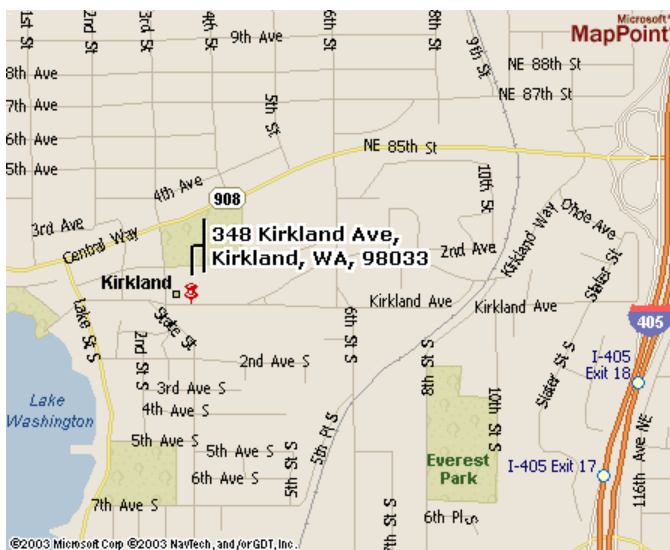 1st St
2nd St
3rd St
4th St
9th Ave
6th St
8th St
9th St
Microsoft®
MapPoint®
NE 88th St
NE 87th St
8th Ave
7th Ave
5th St
6th Ave
5th Ave
NE 85th St
4th Ave
10th St
908
3rd Ave
Ohde Ave
Central Way
348 Kirkland Ave,
Kirkland, WA, 98033
2nd Ave
Kirkland Way
Slater St
Kirkland
Kirkland Ave
Kirkland Ave
405
Lake St S
State St
2nd St S
6th St S
I-405
Exit 18
2nd Ave S
8th St S
Slater St S
Lake
Washington
3rd Ave S
4th Ave S
10th St S
5th Pl S
116th Ave NE
5th Ave S
5th Ave S
5th St S
Everest
Park
I-405 Exit 17
6th Ave S
7th Ave S
7th St S
6th Pl S
©2003 Microsoft Corp ©2003 NavTech, and/or GDT, Inc.